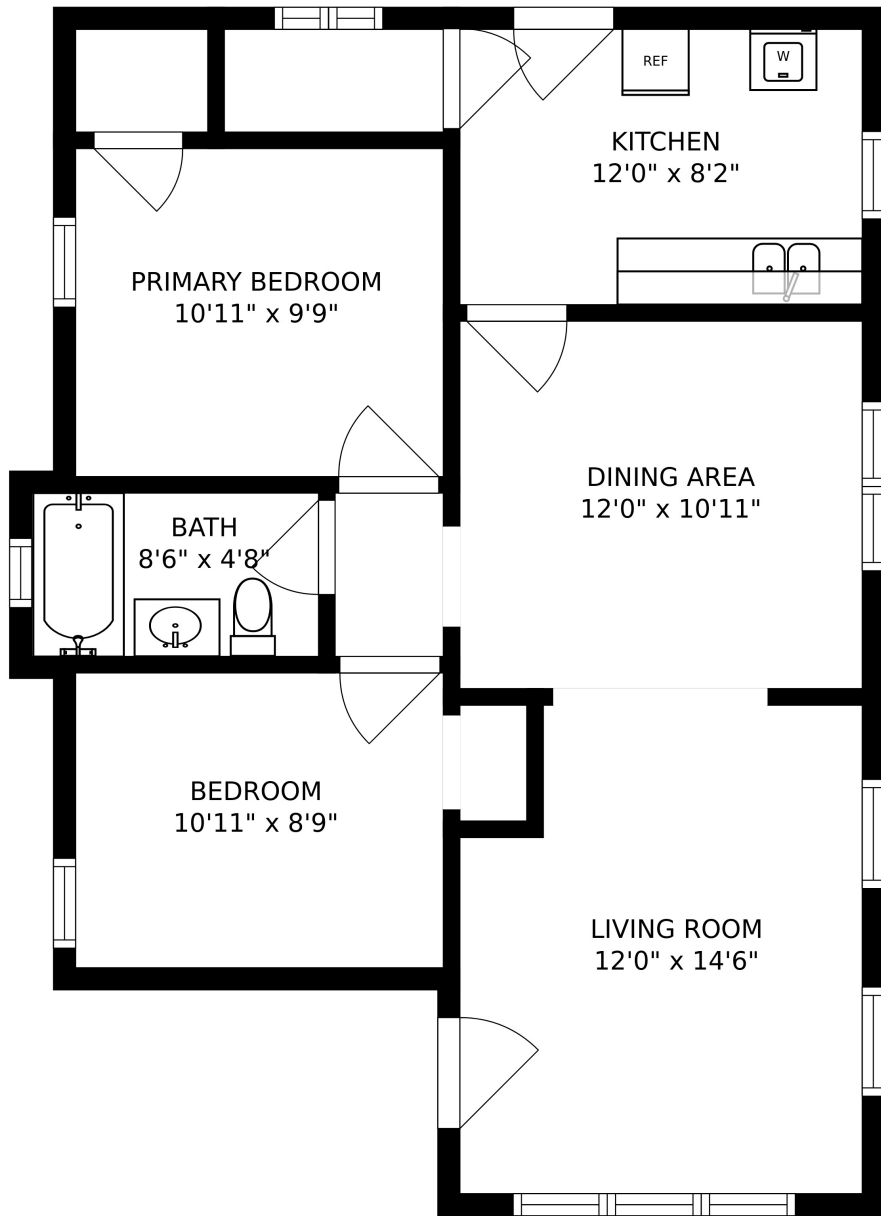 REF
W
KITCHEN
12'0" x 8'2"
PRIMARY BEDROOM
10'11" x 9'9"
DINING AREA
12'0" x 10'11"
BATH
8'6" x 4'8"
BEDROOM
10'11" x 8'9"
LIVING ROOM
12'0" x 14'6"